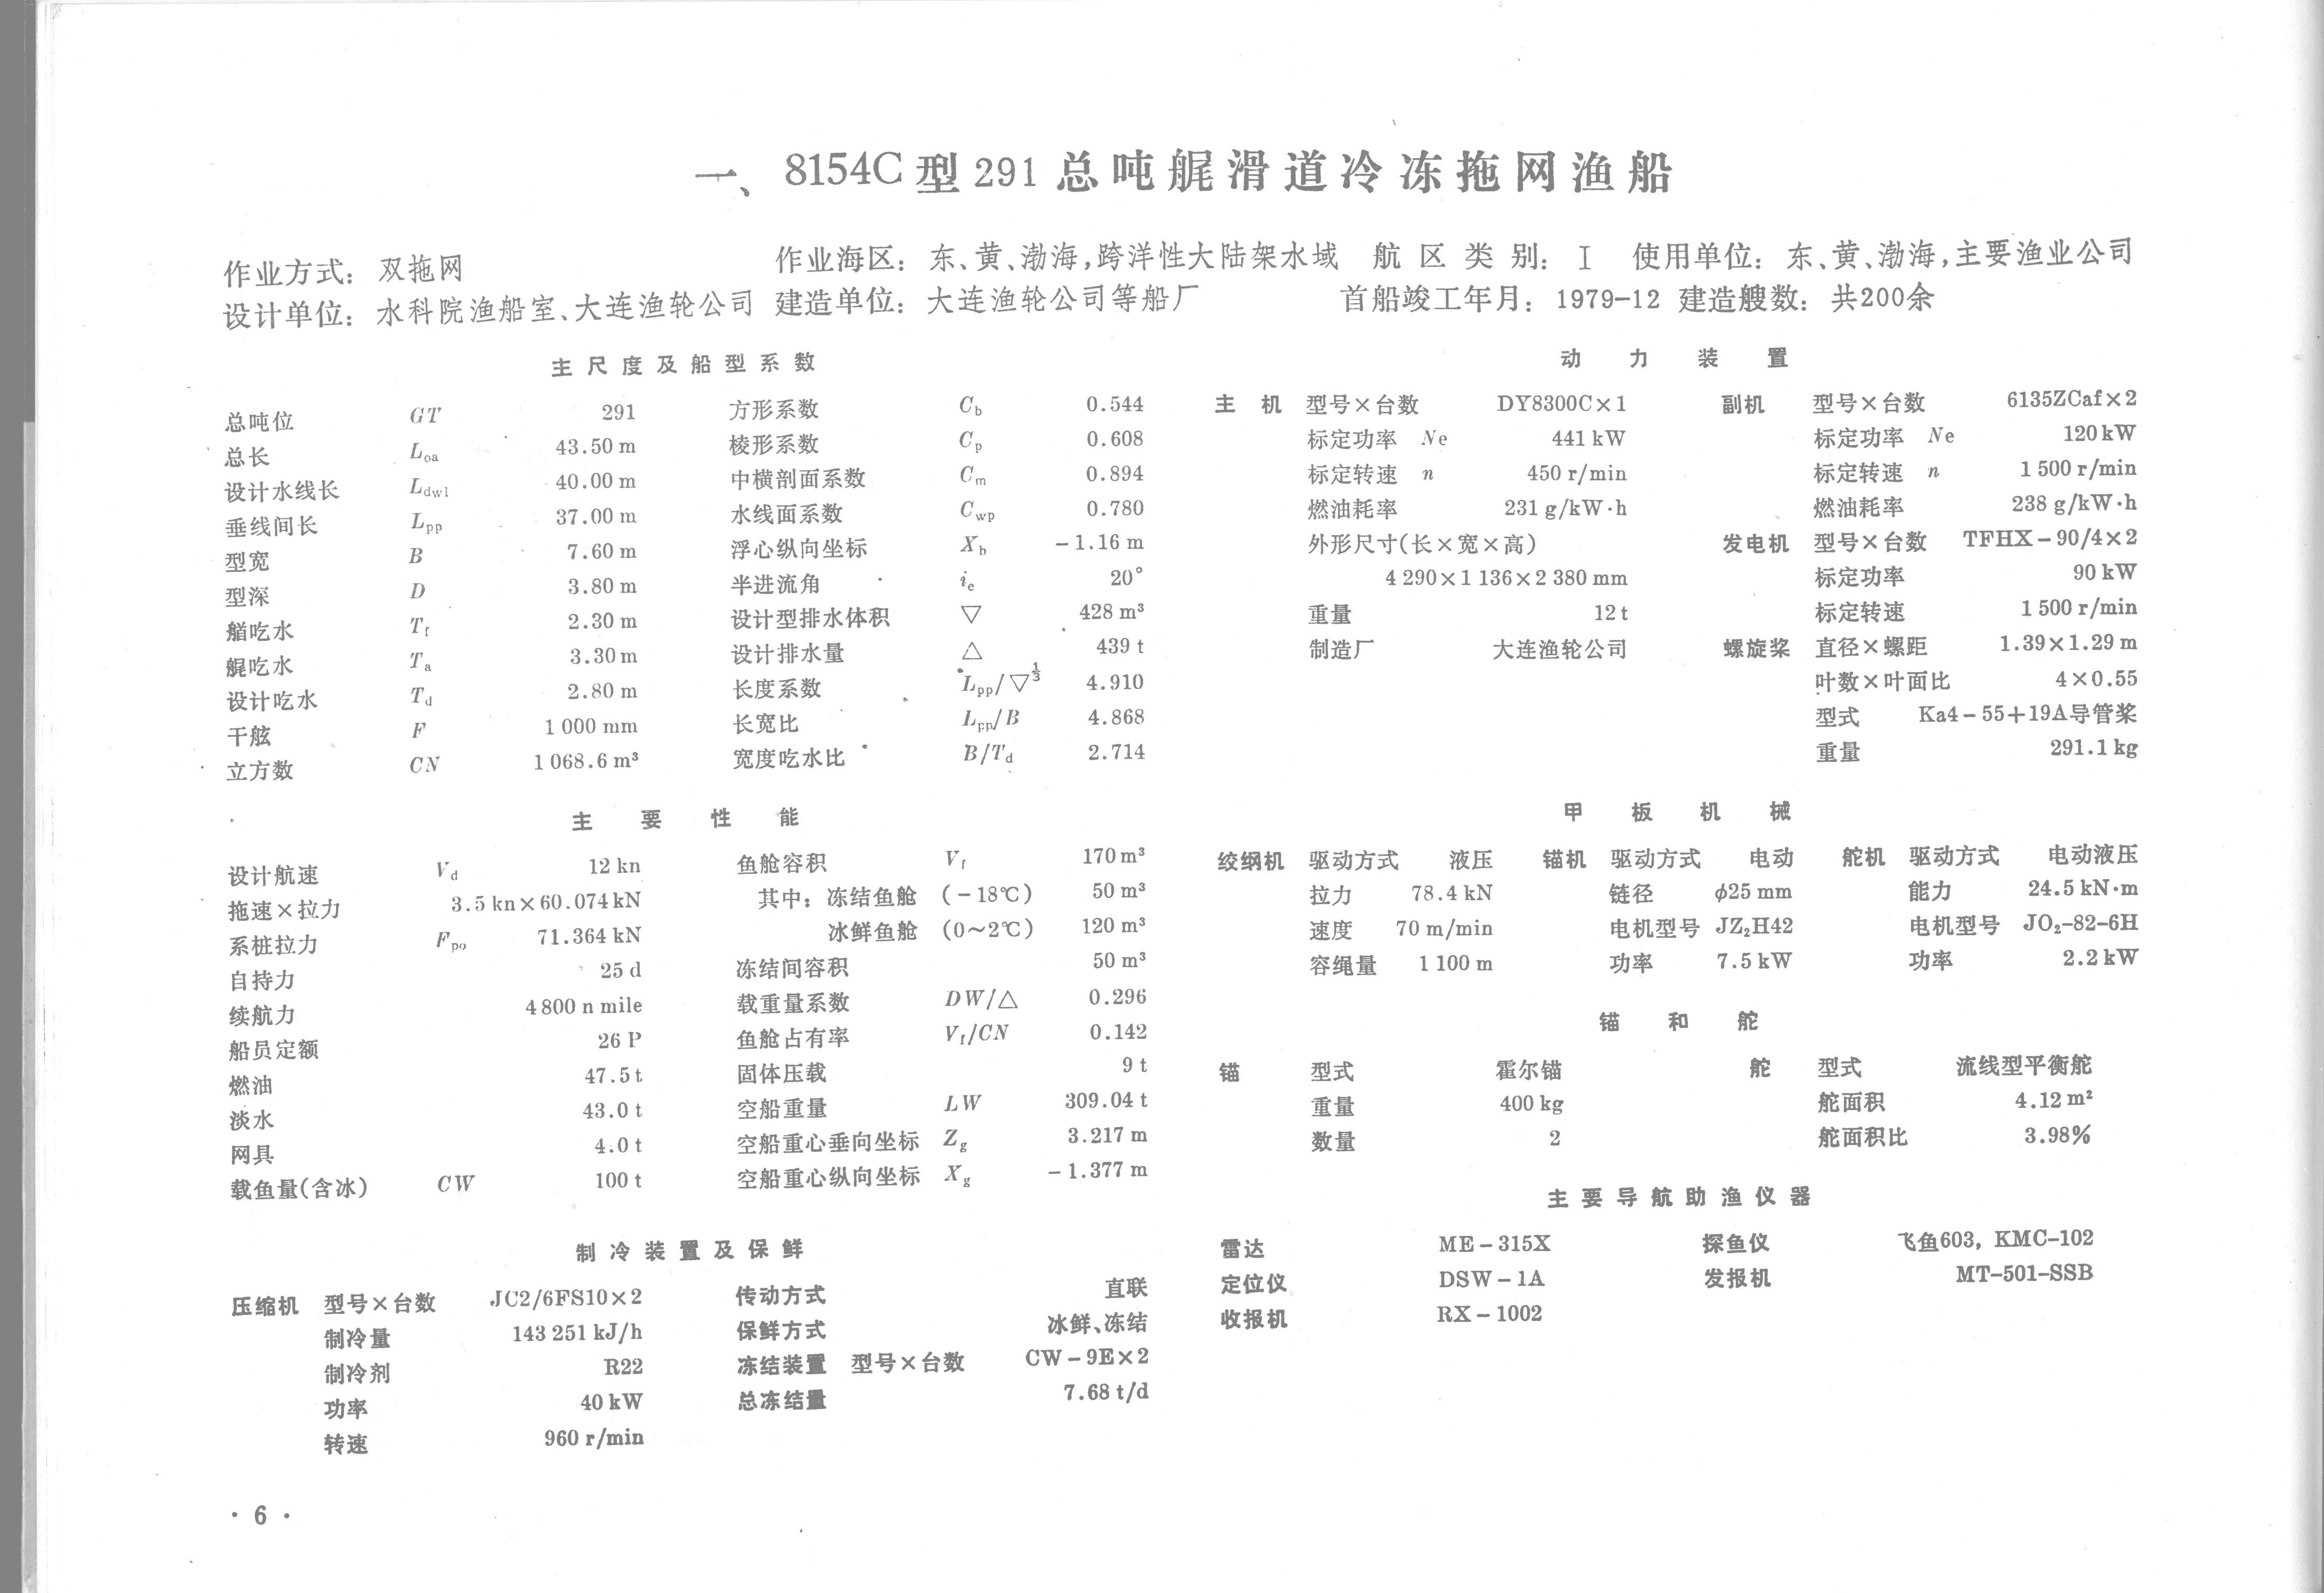 一、8154C型291总吨艉滑道冷冻拖网渔船
作业方式：双拖网 作业海区：东、黄、渤海，跨洋性大陆架水域 航区类别：I 使用单位：东、黄、渤海，主要渔业公司
设计单位：水科院渔船室、大连渔轮公司 建造单位：大连渔轮公司等船厂 首船竣工年月：1979-12 建造艘数：共200余
主尺度及船型系数
总吨位 GT 291 方形系数 Cb 0.544
总长 Loa 43.50 m 棱形系数 Cp 0.608
设计水线长 Ldwl 40.00 m 中横剖面系数 Cm 0.894
垂线间长 Lpp 37.00 m 水线面系数 Cwp 0.780
型宽 B 7.60 m 浮心纵向坐标 Xb －1.16 m
型深 D 3.80 m 半进流角 ie 20°
艏吃水 Tf 2.30 m 设计型排水体积 ▽ 428 m³
艉吃水 Ta 3.30 m 设计排水量 △ 439 t
设计吃水 Td 2.80 m 长度系数 Lpp/▽^1/3 4.910
干舷 F 1 000 mm 长宽比 Lpp/B 4.868
立方数 CN 1 068.6 m³ 宽度吃水比 B/Td 2.714
主要性能
设计航速 Vd 12 kn 鱼舱容积 Vf 170 m³
拖速×拉力 3.5 kn×60.074 kN 其中：冻结鱼舱 (－18℃) 50 m³
系桩拉力 Fpo 71.364 kN 冰鲜鱼舱 (0～2℃) 120 m³
自持力 25 d 冻结间容积 50 m³
续航力 4 800 n mile 载重量系数 DW/△ 0.296
船员定额 26 P 鱼舱占有率 Vf/CN 0.142
燃油 47.5 t 固体压载 9 t
淡水 43.0 t 空船重量 LW 309.04 t
网具 4.0 t 空船重心垂向坐标 Zg 3.217 m
载鱼量(含冰) CW 100 t 空船重心纵向坐标 Xg －1.377 m
制冷装置及保鲜
压缩机 型号×台数 JC2/6FS10×2 传动方式 直联
制冷量 143 251 kJ/h 保鲜方式 冰鲜、冻结
制冷剂 R22 冻结装置 型号×台数 CW－9E×2
功率 40 kW 总冻结量 7.68 t/d
转速 960 r/min
动力装置
主机 型号×台数 DY8300C×1 副机 型号×台数 6135ZCaf×2
标定功率 Ne 441 kW 标定功率 Ne 120 kW
标定转速 n 450 r/min 标定转速 n 1 500 r/min
燃油耗率 231 g/kW·h 燃油耗率 238 g/kW·h
外形尺寸(长×宽×高) 发电机 型号×台数 TFHX－90/4×2
4 290×1 136×2 380 mm 标定功率 90 kW
重量 12 t 标定转速 1 500 r/min
制造厂 大连渔轮公司 螺旋桨 直径×螺距 1.39×1.29 m
叶数×叶面比 4×0.55
型式 Ka4－55＋19A导管桨
重量 291.1 kg
甲板机械
绞纲机 驱动方式 液压 锚机 驱动方式 电动 舵机 驱动方式 电动液压
拉力 78.4 kN 链径 φ25 mm 能力 24.5 kN·m
速度 70 m/min 电机型号 JZ₂H42 电机型号 JO₂-82-6H
容绳量 1 100 m 功率 7.5 kW 功率 2.2 kW
锚和舵
锚 型式 霍尔锚 舵 型式 流线型平衡舵
重量 400 kg 舵面积 4.12 m²
数量 2 舵面积比 3.98%
主要导航助渔仪器
雷达 ME－315X 探鱼仪 飞鱼603，KMC-102
定位仪 DSW－1A 发报机 MT-501-SSB
收报机 RX－1002
·6·